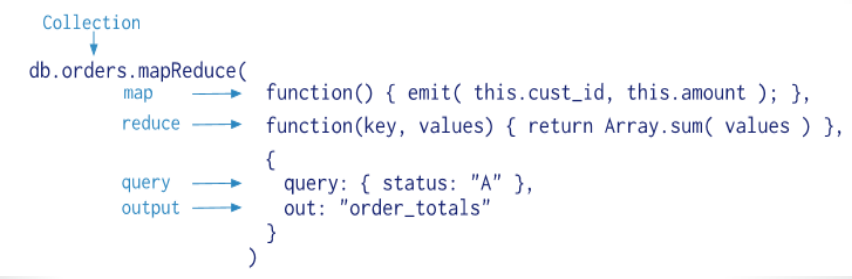 Collection
db.orders.mapReduce(
map function() { emit( this.cust_id, this.amount ); },
reduce function(key, values) { return Array.sum( values ) },
{
query query: { status: "A" },
output out: "order_totals"
}
)